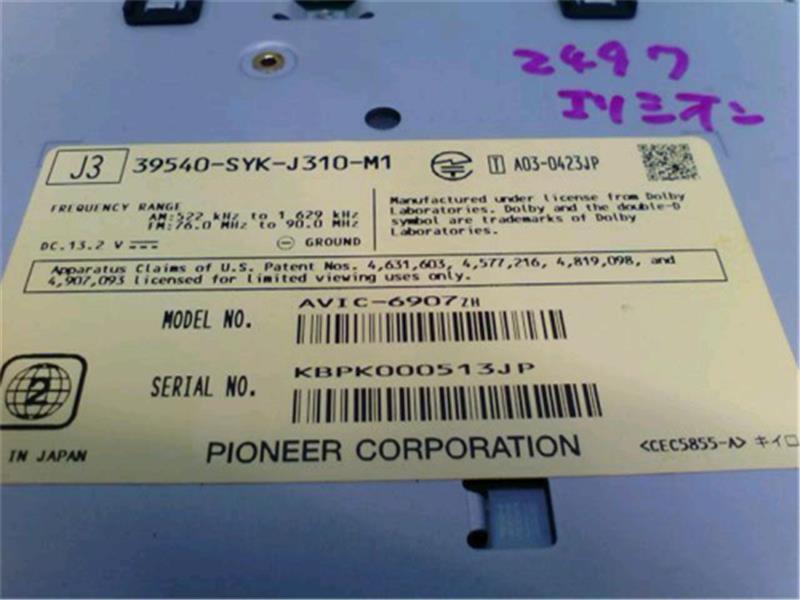 2497
エリシオン
J3 39540-SYK-J310-M1
T A03-0423JP
FREQUENCY RANGE
AM:522 kHz to 1,629 kHz
FM:76.0 MHz to 90.0 MHz
DC.13.2 V
GROUND
Manufactured under license from Dolby
Laboratories. Dolby and the double-D
symbol are trademarks of Dolby
Laboratories.
Apparatus Claims of U.S. Patent Nos. 4,631,603, 4,577,216, 4,819,098, and
4,907,093 licensed for limited viewing uses only.
MODEL NO. AVIC-6907ZH
SERIAL NO. KBPK000513JP
2
IN JAPAN
PIONEER CORPORATION
<CEC5855-A> キイロ